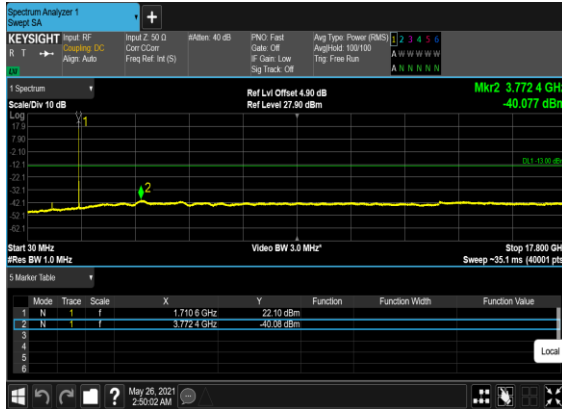 Spectrum Analyzer 1
Swept SA
+
KEYSIGHT Input: RF Input Z: 50 Ω #Atten: 40 dB PNO: Fast Avg Type: Power (RMS) 1 2 3 4 5 6
R T Coupling: DC Corr CCorr Gate: Off Avg|Hold: 100/100 A W W W W W
Align: Auto Freq Ref: Int (S) IF Gain: Low Trig: Free Run
Sig Track: Off A N N N N N
LU
1 Spectrum Ref Lvl Offset 4.90 dB Mkr2 3.772 4 GHz
Scale/Div 10 dB Ref Level 27.90 dBm -40.077 dBm
Log
17.9
7.90
-2.10
-12.1
-22.1
-32.1
-42.1
-52.1
-62.1
1
DL1 -13.00 dBm
2
Start 30 MHz Video BW 3.0 MHz* Stop 17.800 GHz
#Res BW 1.0 MHz Sweep ~35.1 ms (40001 pts)
5 Marker Table
Mode Trace Scale X Y Function Function Width Function Value
1 N 1 f 1.710 6 GHz 22.10 dBm
2 N 1 f 3.772 4 GHz -40.08 dBm
3
4
5
6
Local
? May 26, 2021
2:50:02 AM